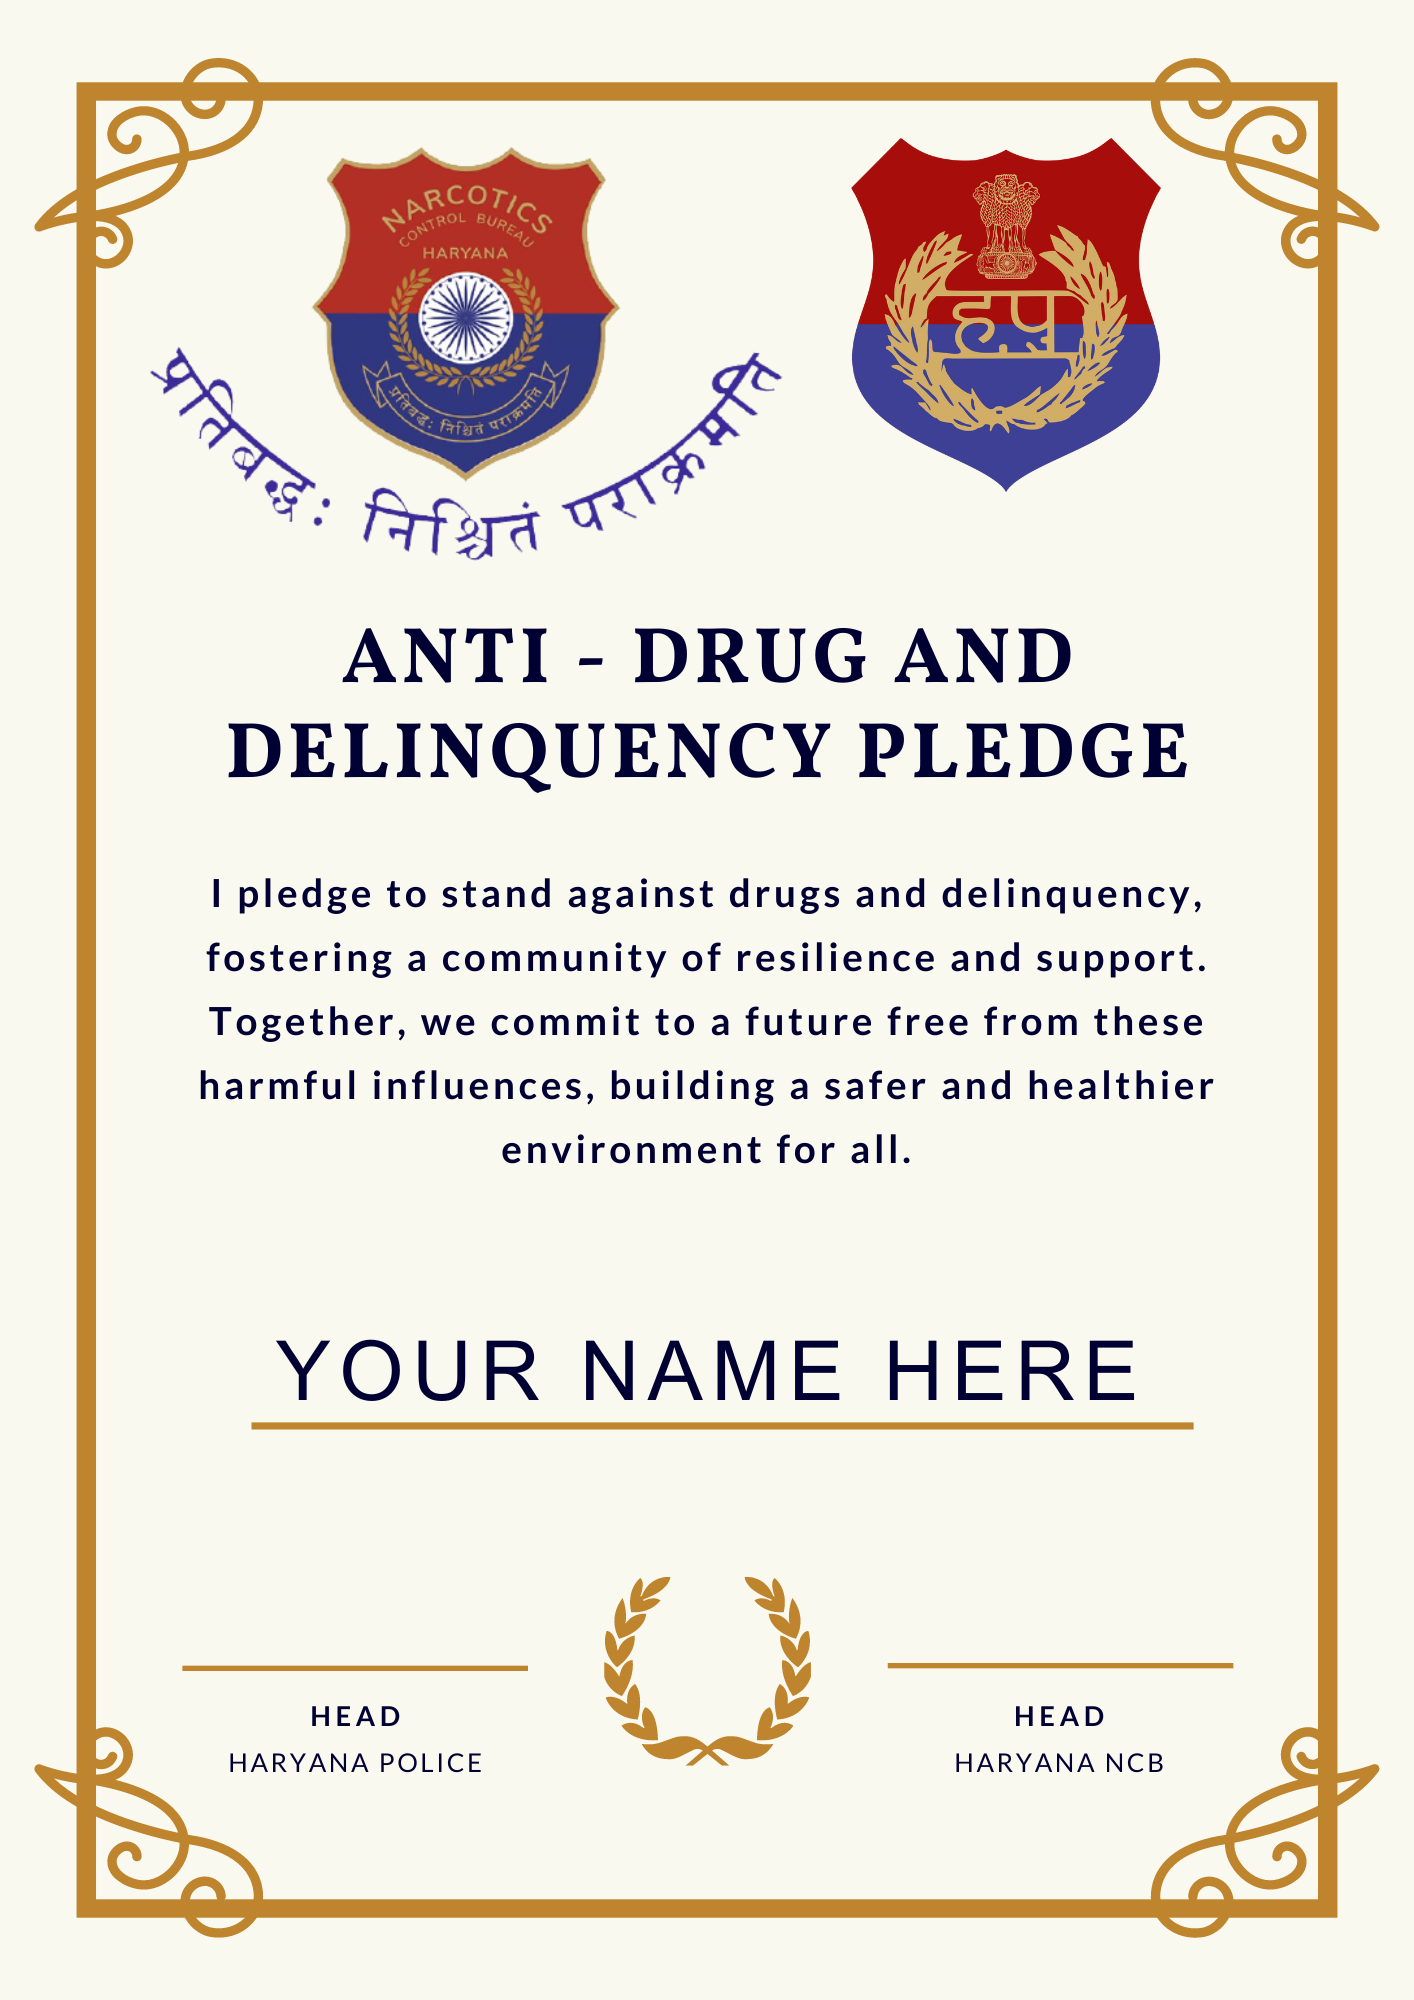 NARCOTICS
CONTROL BUREAU
HARYANA
प्रतिबद्ध: निश्चितं पराक्रमति
ह.पु.
प्रतिबद्ध: निश्चितं पराक्रमति
ANTI - DRUG AND
DELINQUENCY PLEDGE
I pledge to stand against drugs and delinquency,
fostering a community of resilience and support.
Together, we commit to a future free from these
harmful influences, building a safer and healthier
environment for all.
YOUR NAME HERE
HEAD
HARYANA POLICE
HEAD
HARYANA NCB